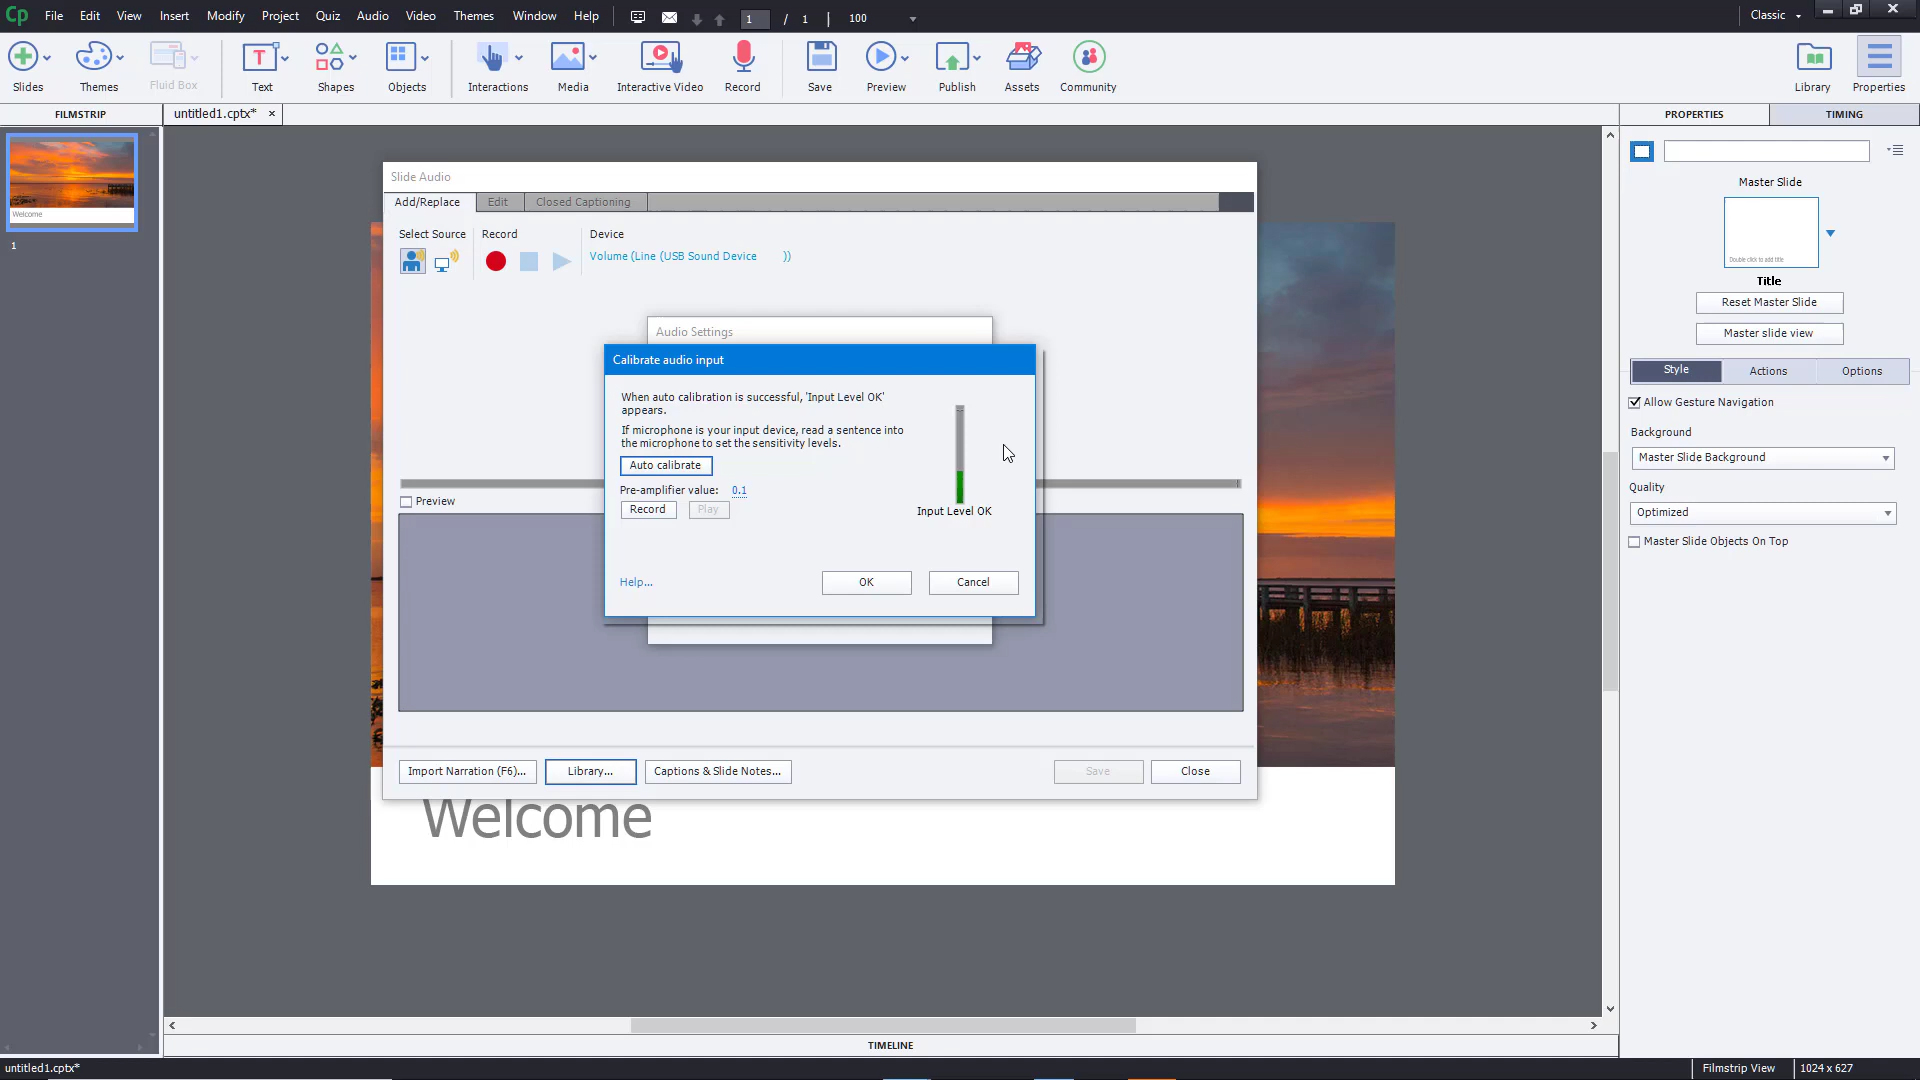 Cp File Edit View Insert Modify Project Quiz Audio Video Themes Window Help 1 / 1 | 100 Classic
Slides Themes Fluid Box Text Shapes Objects Interactions Media Interactive Video Record Save Preview Publish Assets Community Library Properties
FILMSTRIP untitled1.cptx* × PROPERTIES TIMING
Welcome
1
Slide Audio
Add/Replace Edit Closed Captioning
Select Source Record Device
Volume (Line (USB Sound Device ))
Audio Settings
Calibrate audio input
When auto calibration is successful, 'Input Level OK'
appears.
If microphone is your input device, read a sentence into
the microphone to set the sensitivity levels.
Auto calibrate
Pre-amplifier value: 0.1
Record Play
Input Level OK
Help... OK Cancel
Preview
Import Narration (F6)... Library... Captions & Slide Notes... Save Close
Welcome
Master Slide
Double click to add title
Title
Reset Master Slide
Master slide view
Style Actions Options
Allow Gesture Navigation
Background
Master Slide Background
Quality
Optimized
Master Slide Objects On Top
TIMELINE
untitled1.cptx* Filmstrip View 1024 x 627